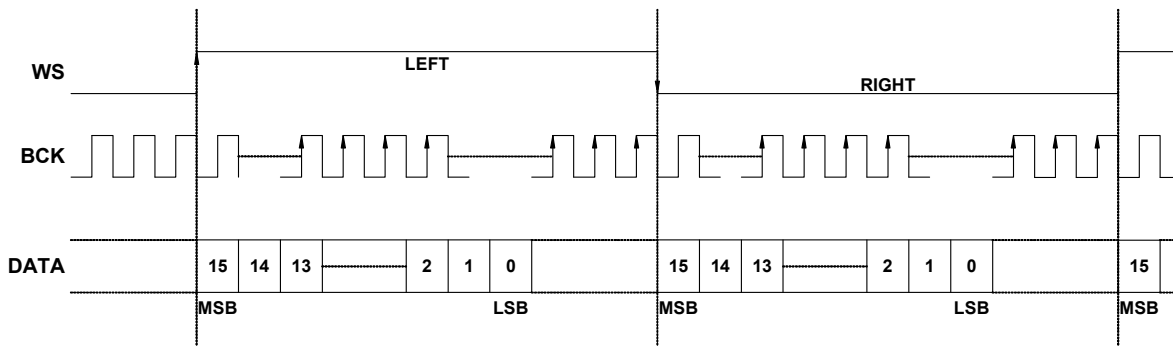 WS
LEFT
RIGHT
BCK
DATA
15 14 13 2 1 0 15 14 13 2 1 0 15
MSB LSB MSB LSB MSB